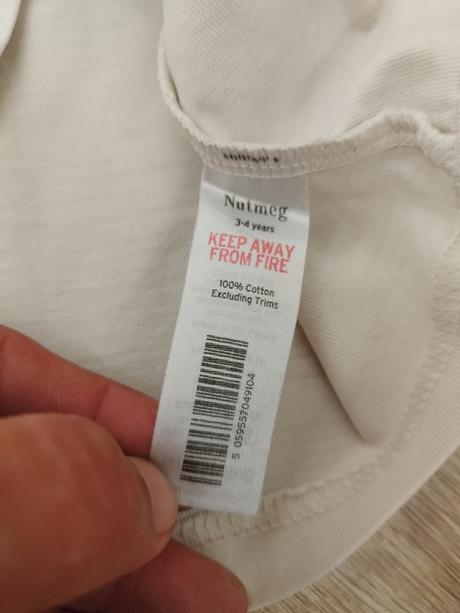 Nutmeg
3-4 years
KEEP AWAY
FROM FIRE
100% Cotton
Excluding Trims
5 059557049104